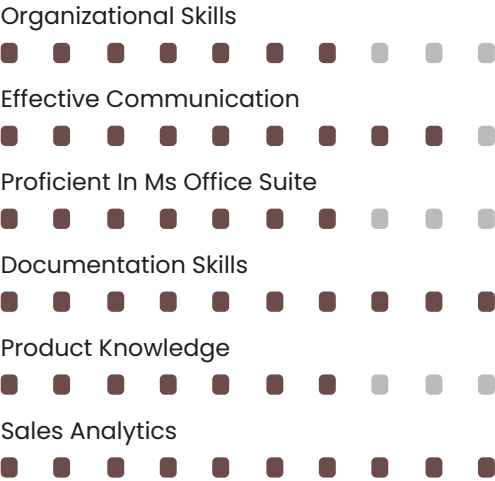 Organizational Skills
Effective Communication
Proficient In Ms Office Suite
Documentation Skills
Product Knowledge
Sales Analytics